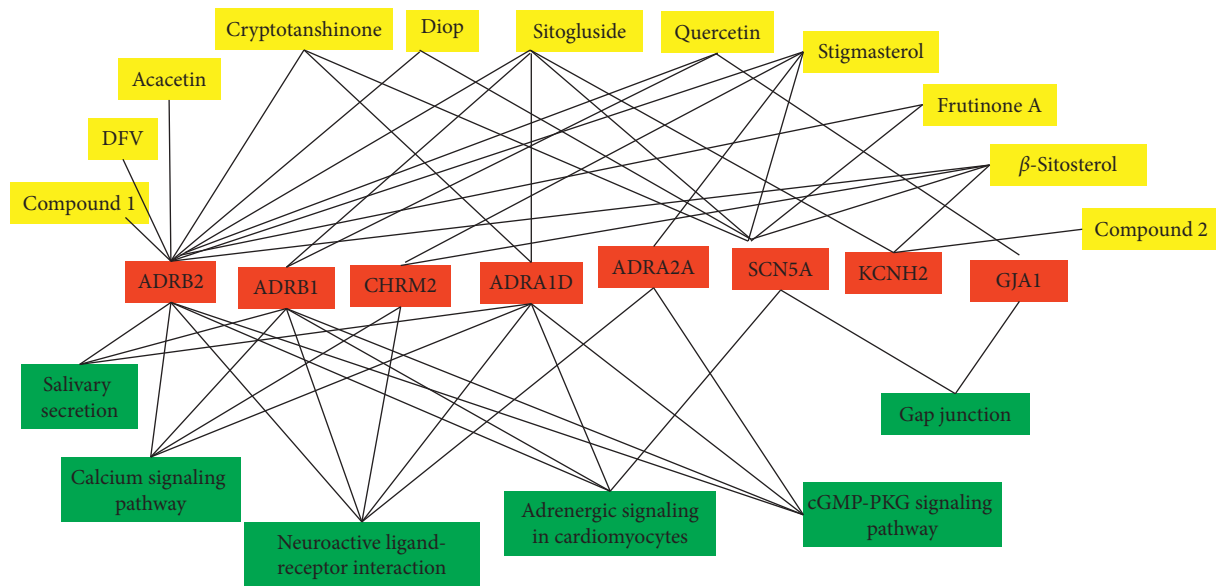 Cryptotanshinone
Diop
Sitogluside
Quercetin
Stigmasterol
Acacetin
Frutinone A
DFV
β-Sitosterol
Compound 1
Compound 2
ADRB2
ADRB1
CHRM2
ADRA1D
ADRA2A
SCN5A
KCNH2
GJA1
Salivary
secretion
Gap junction
Calcium signaling
pathway
Neuroactive ligand-
receptor interaction
Adrenergic signaling
in cardiomyocytes
cGMP-PKG signaling
pathway